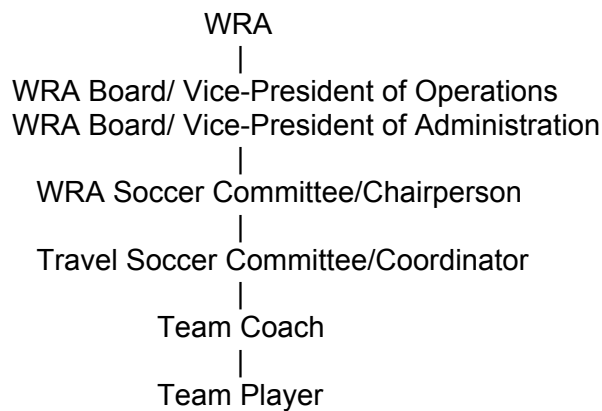 WRA
|
WRA Board/ Vice-President of Operations
WRA Board/ Vice-President of Administration
|
WRA Soccer Committee/Chairperson
|
Travel Soccer Committee/Coordinator
|
Team Coach
|
Team Player